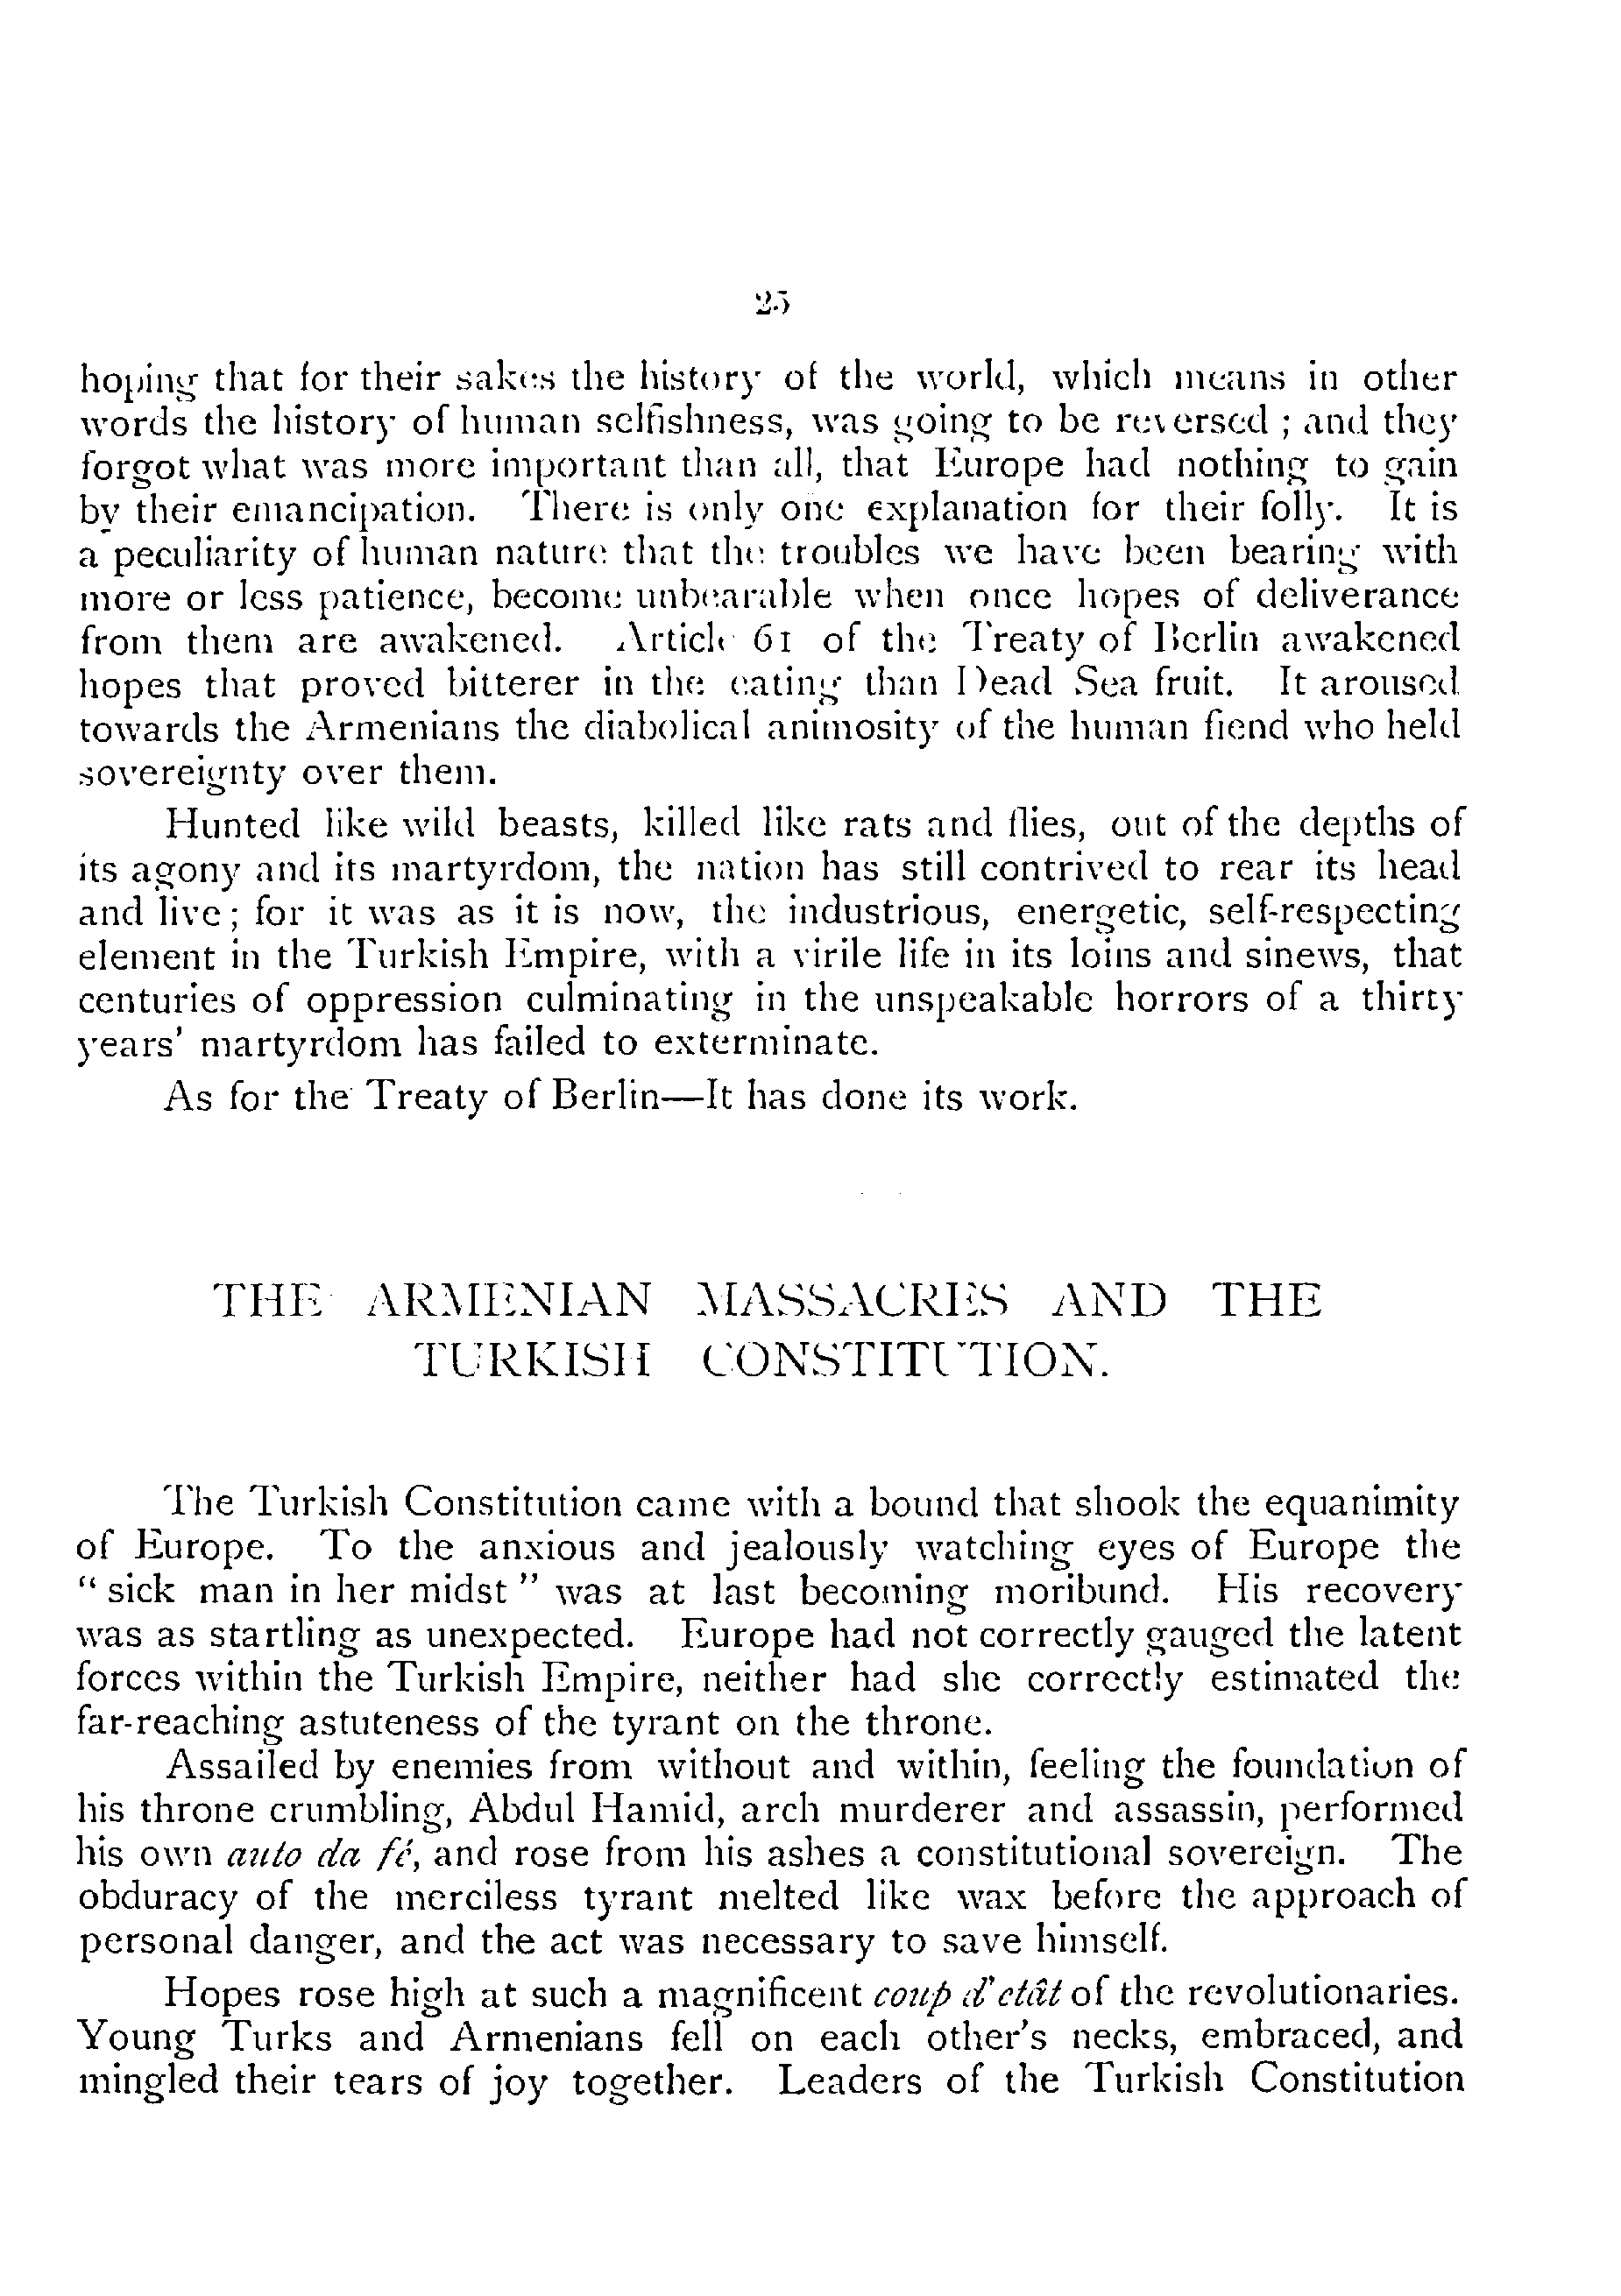 25
hoping that for their sakes the history of the world, which means in other
words the history of human selfishness, was going to be reversed ; and they
forgot what was more important than all, that Europe had nothing to gain
by their emancipation. There is only one explanation for their folly. It is
a peculiarity of human nature that the troubles we have been bearing with
more or less patience, become unbearable when once hopes of deliverance
from them are awakened. Article 61 of the Treaty of Berlin awakened
hopes that proved bitterer in the eating than Dead Sea fruit. It aroused
towards the Armenians the diabolical animosity of the human fiend who held
sovereignty over them.
Hunted like wild beasts, killed like rats and flies, out of the depths of
its agony and its martyrdom, the nation has still contrived to rear its head
and live ; for it was as it is now, the industrious, energetic, self-respecting
element in the Turkish Empire, with a virile life in its loins and sinews, that
centuries of oppression culminating in the unspeakable horrors of a thirty
years' martyrdom has failed to exterminate.
As for the Treaty of Berlin—It has done its work.
THE ARMENIAN MASSACRES AND THE
TURKISH CONSTITUTION.
The Turkish Constitution came with a bound that shook the equanimity
of Europe. To the anxious and jealously watching eyes of Europe the
“ sick man in her midst ” was at last becoming moribund. His recovery
was as startling as unexpected. Europe had not correctly gauged the latent
forces within the Turkish Empire, neither had she correctly estimated the
far-reaching astuteness of the tyrant on the throne.
Assailed by enemies from without and within, feeling the foundation of
his throne crumbling, Abdul Hamid, arch murderer and assassin, performed
his own auto da fé, and rose from his ashes a constitutional sovereign. The
obduracy of the merciless tyrant melted like wax before the approach of
personal danger, and the act was necessary to save himself.
Hopes rose high at such a magnificent coup d'etât of the revolutionaries.
Young Turks and Armenians fell on each other's necks, embraced, and
mingled their tears of joy together. Leaders of the Turkish Constitution